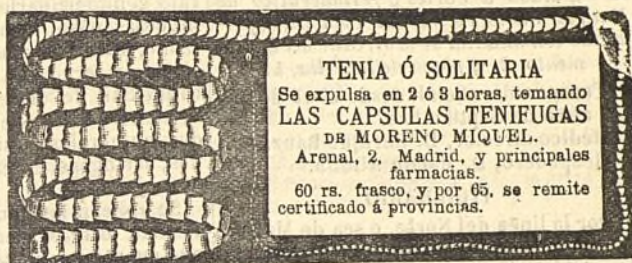 TENIA Ó SOLITARIA
Se expulsa en 2 ó 3 horas, tomando
LAS CAPSULAS TENIFUGAS
DE MORENO MIQUEL.
Arenal, 2, Madrid, y principales
farmacias.
60 rs. frasco, y por 65, se remite
certificado á provincias.